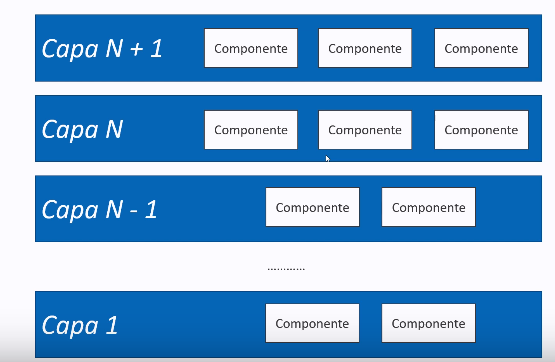 Capa N + 1
Componente
Componente
Componente
Capa N
Componente
Componente
Componente
Capa N - 1
Componente
Componente
............
Capa 1
Componente
Componente